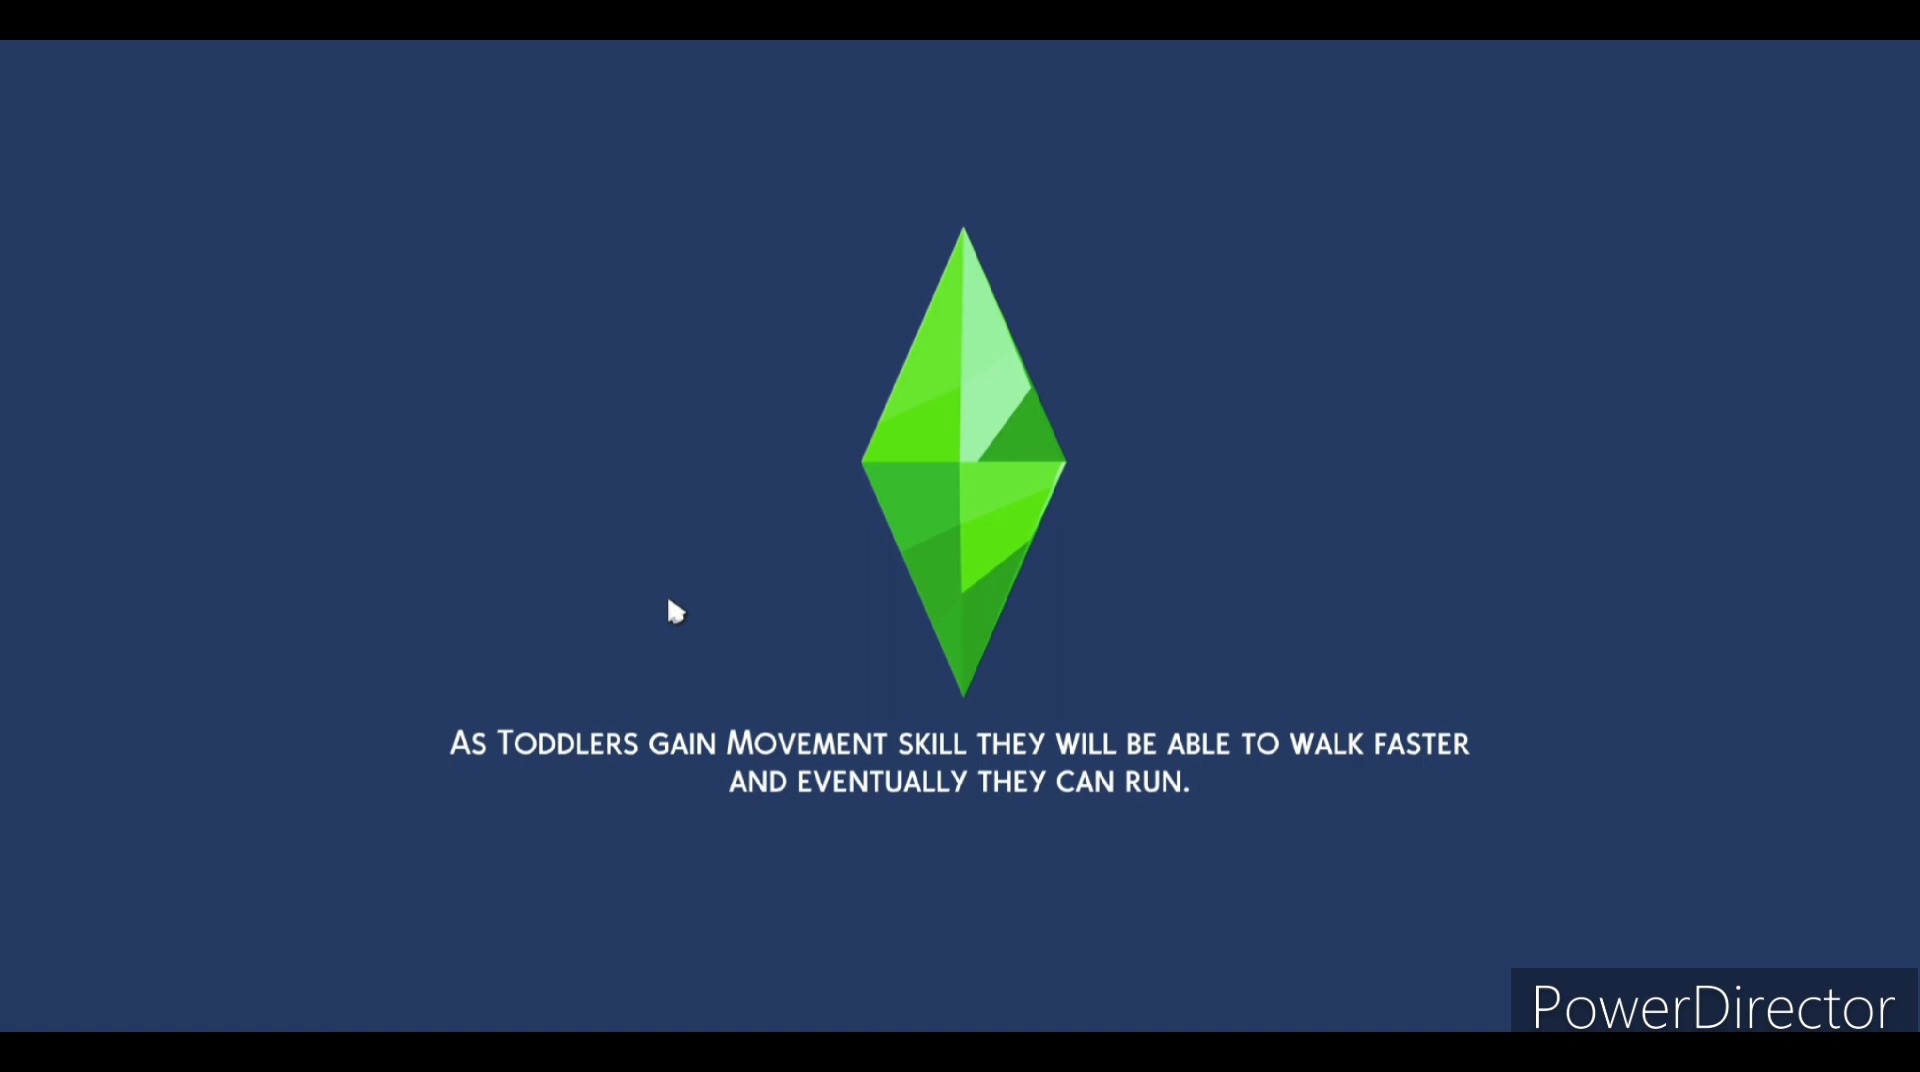 As Toddlers gain Movement skill they will be able to walk faster
and eventually they can run.
PowerDirector